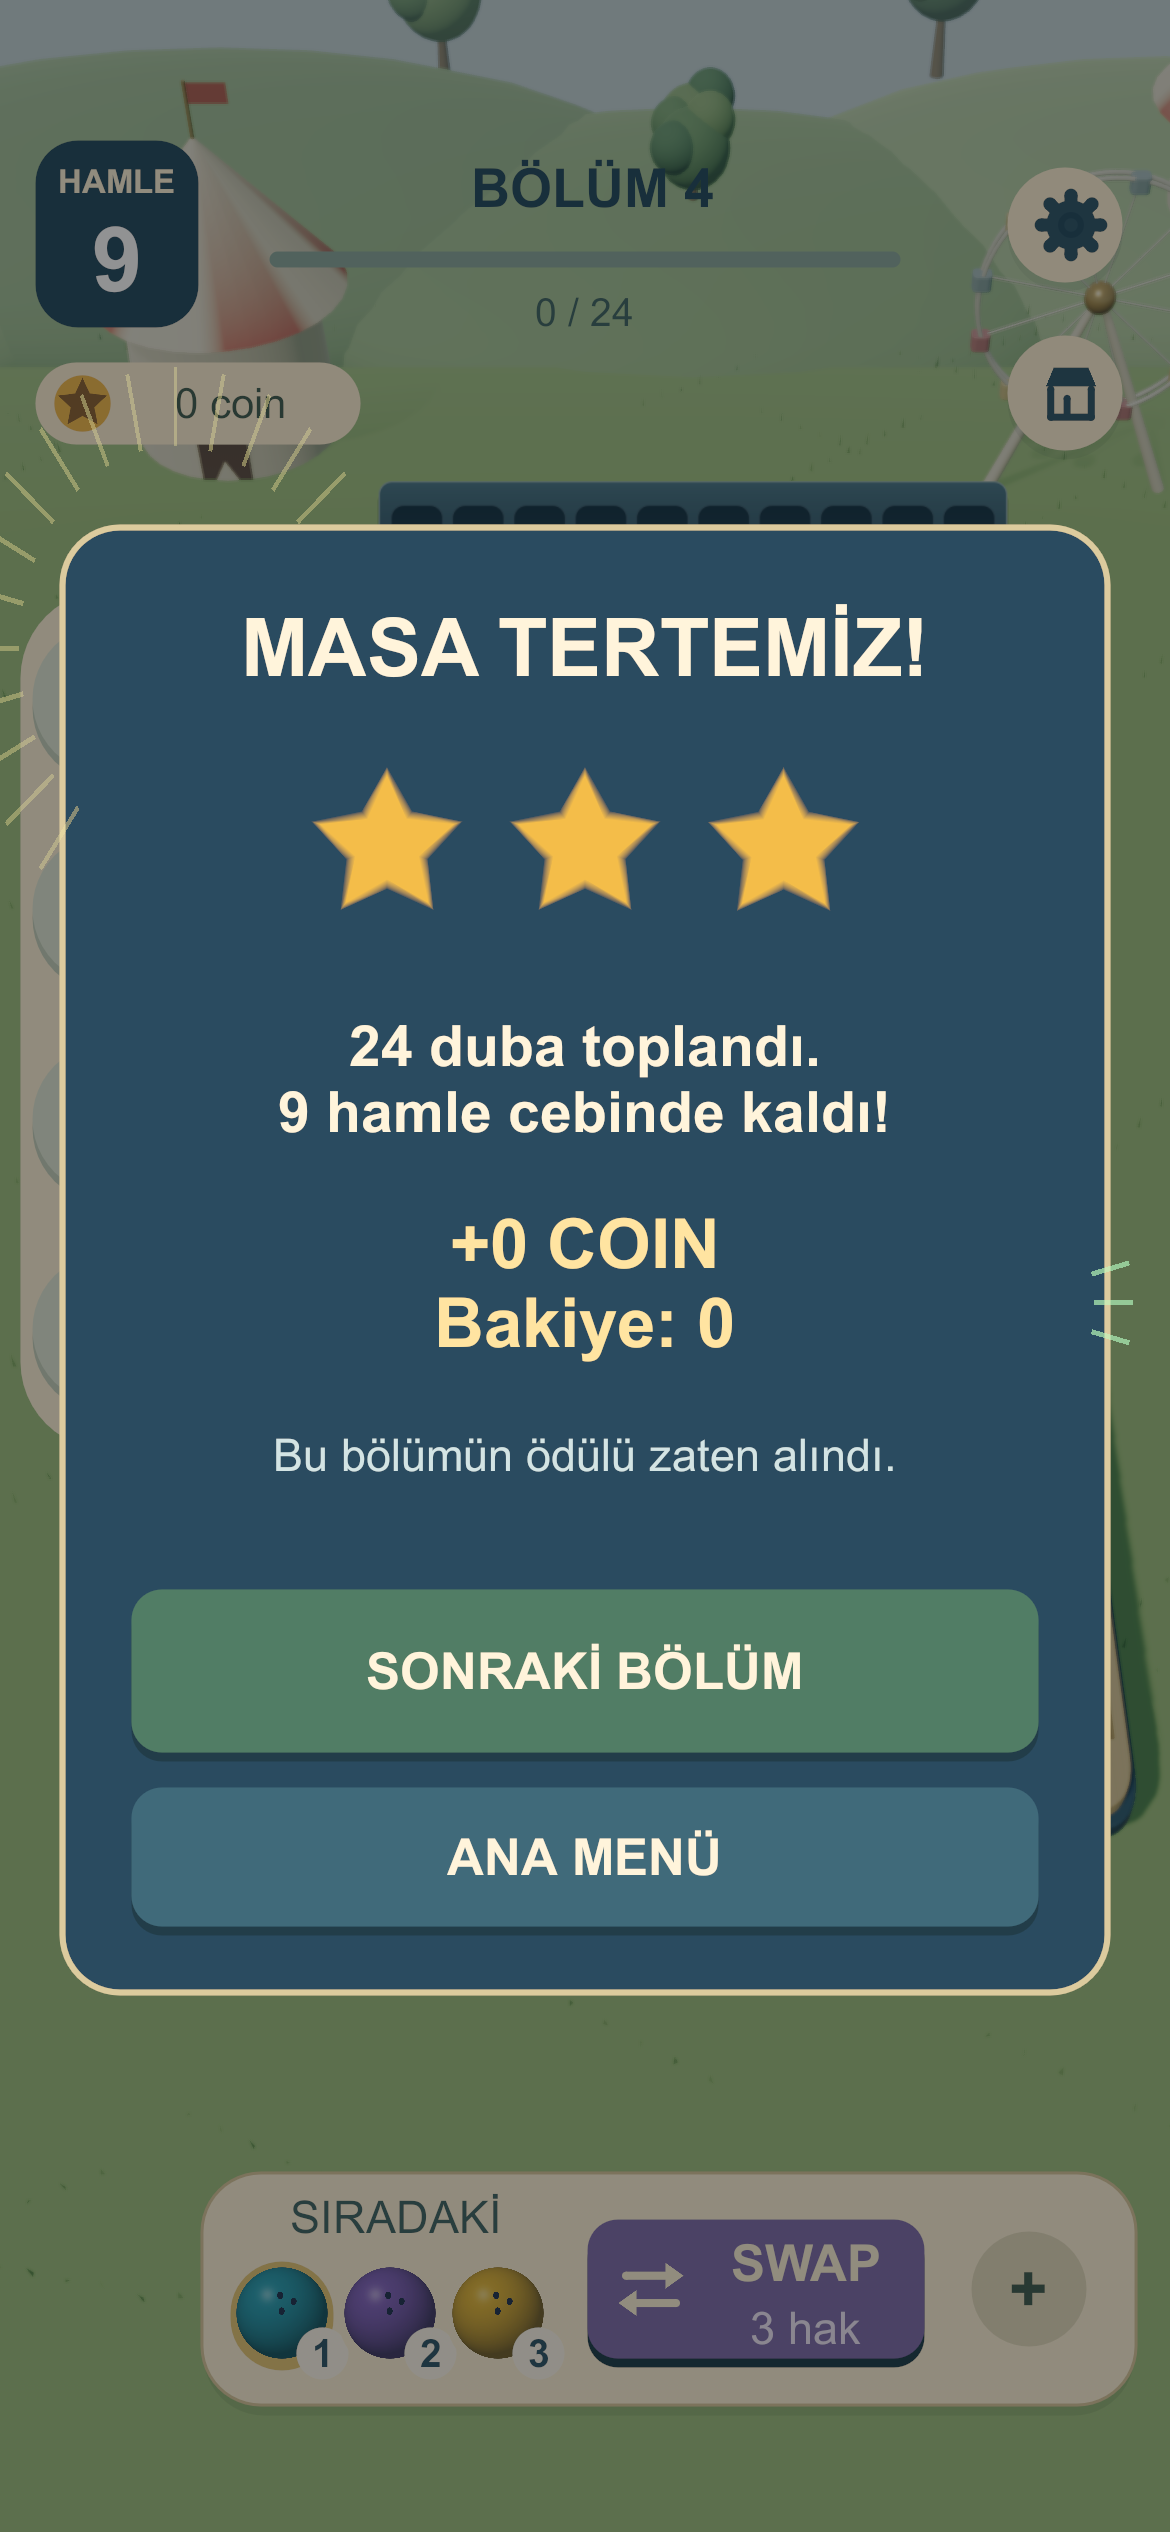 HAMLE
9
BÖLÜM 4
0 / 24
0 coin
MASA TERTEMİZ!
24 duba toplandı.
9 hamle cebinde kaldı!
+0 COIN
Bakiye: 0
Bu bölümün ödülü zaten alındı.
SONRAKİ BÖLÜM
ANA MENÜ
SIRADAKİ
1
2
3
SWAP
3 hak
+